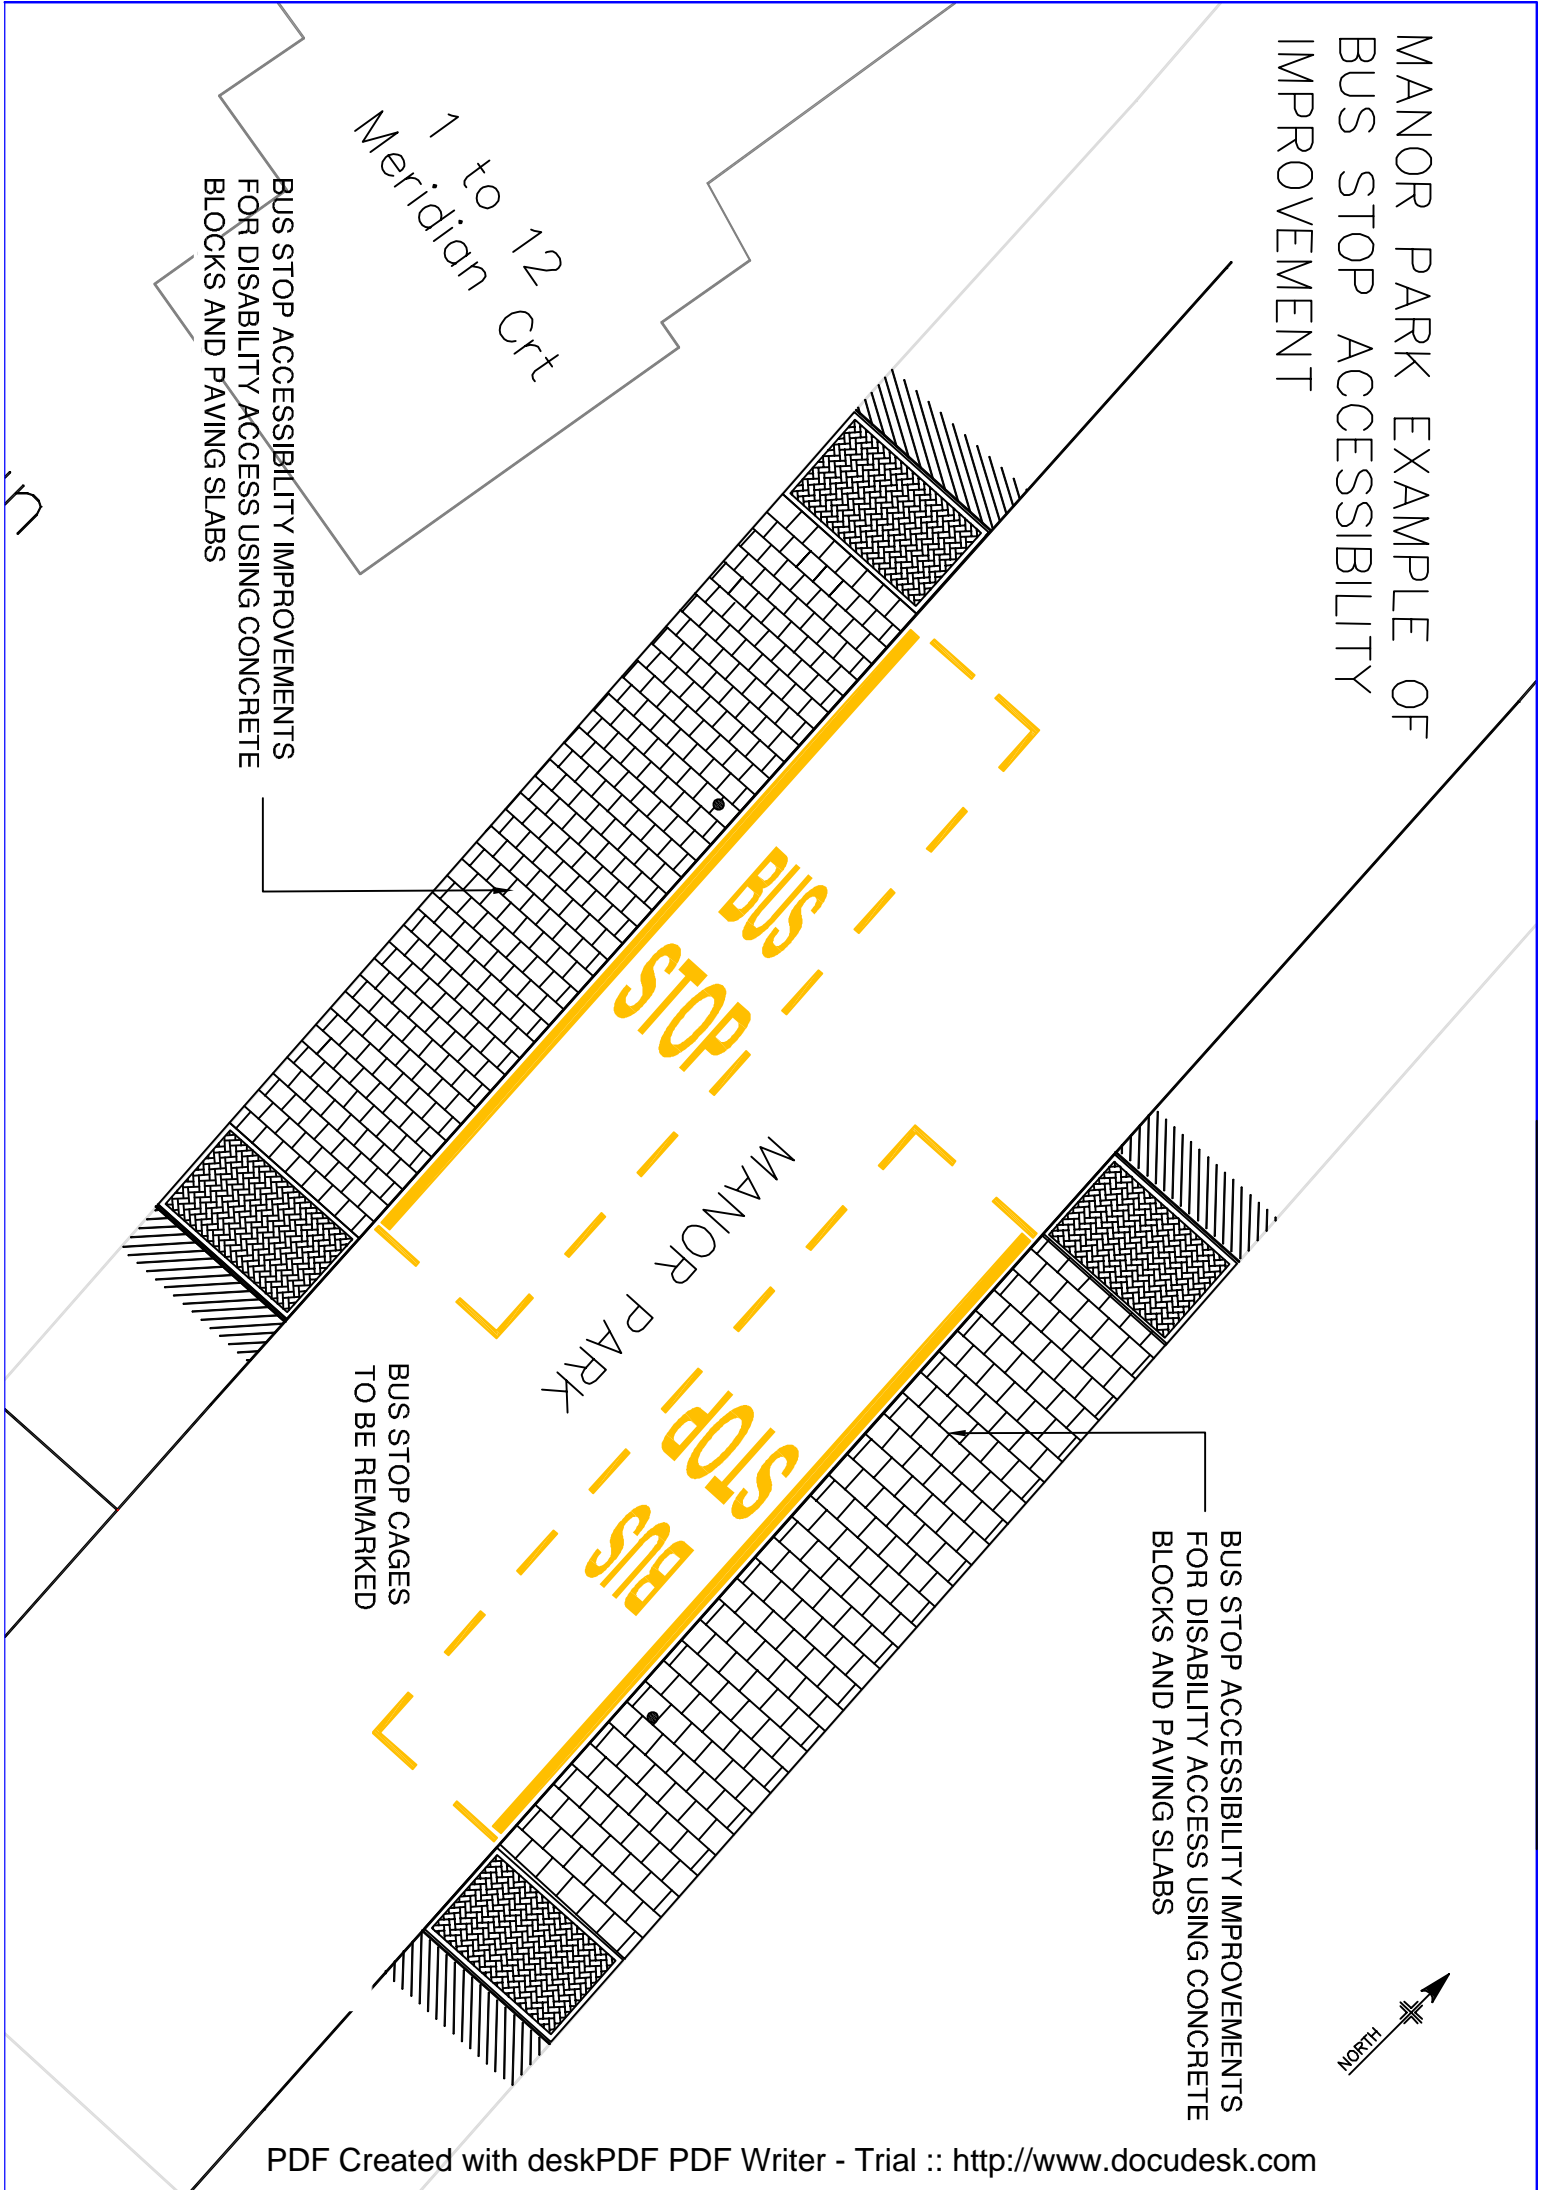 MANOR PARK EXAMPLE OF
BUS STOP ACCESSIBILITY
IMPROVEMENT
1 to 12
Meridian Crt
BUS STOP ACCESSIBILITY IMPROVEMENTS
FOR DISABILITY ACCESS USING CONCRETE
BLOCKS AND PAVING SLABS
n
BUS
STOP
MANOR PARK
BUS
STOP
BUS STOP CAGES
TO BE REMARKED
BUS STOP ACCESSIBILITY IMPROVEMENTS
FOR DISABILITY ACCESS USING CONCRETE
BLOCKS AND PAVING SLABS
NORTH
PDF Created with deskPDF PDF Writer - Trial :: http://www.docudesk.com